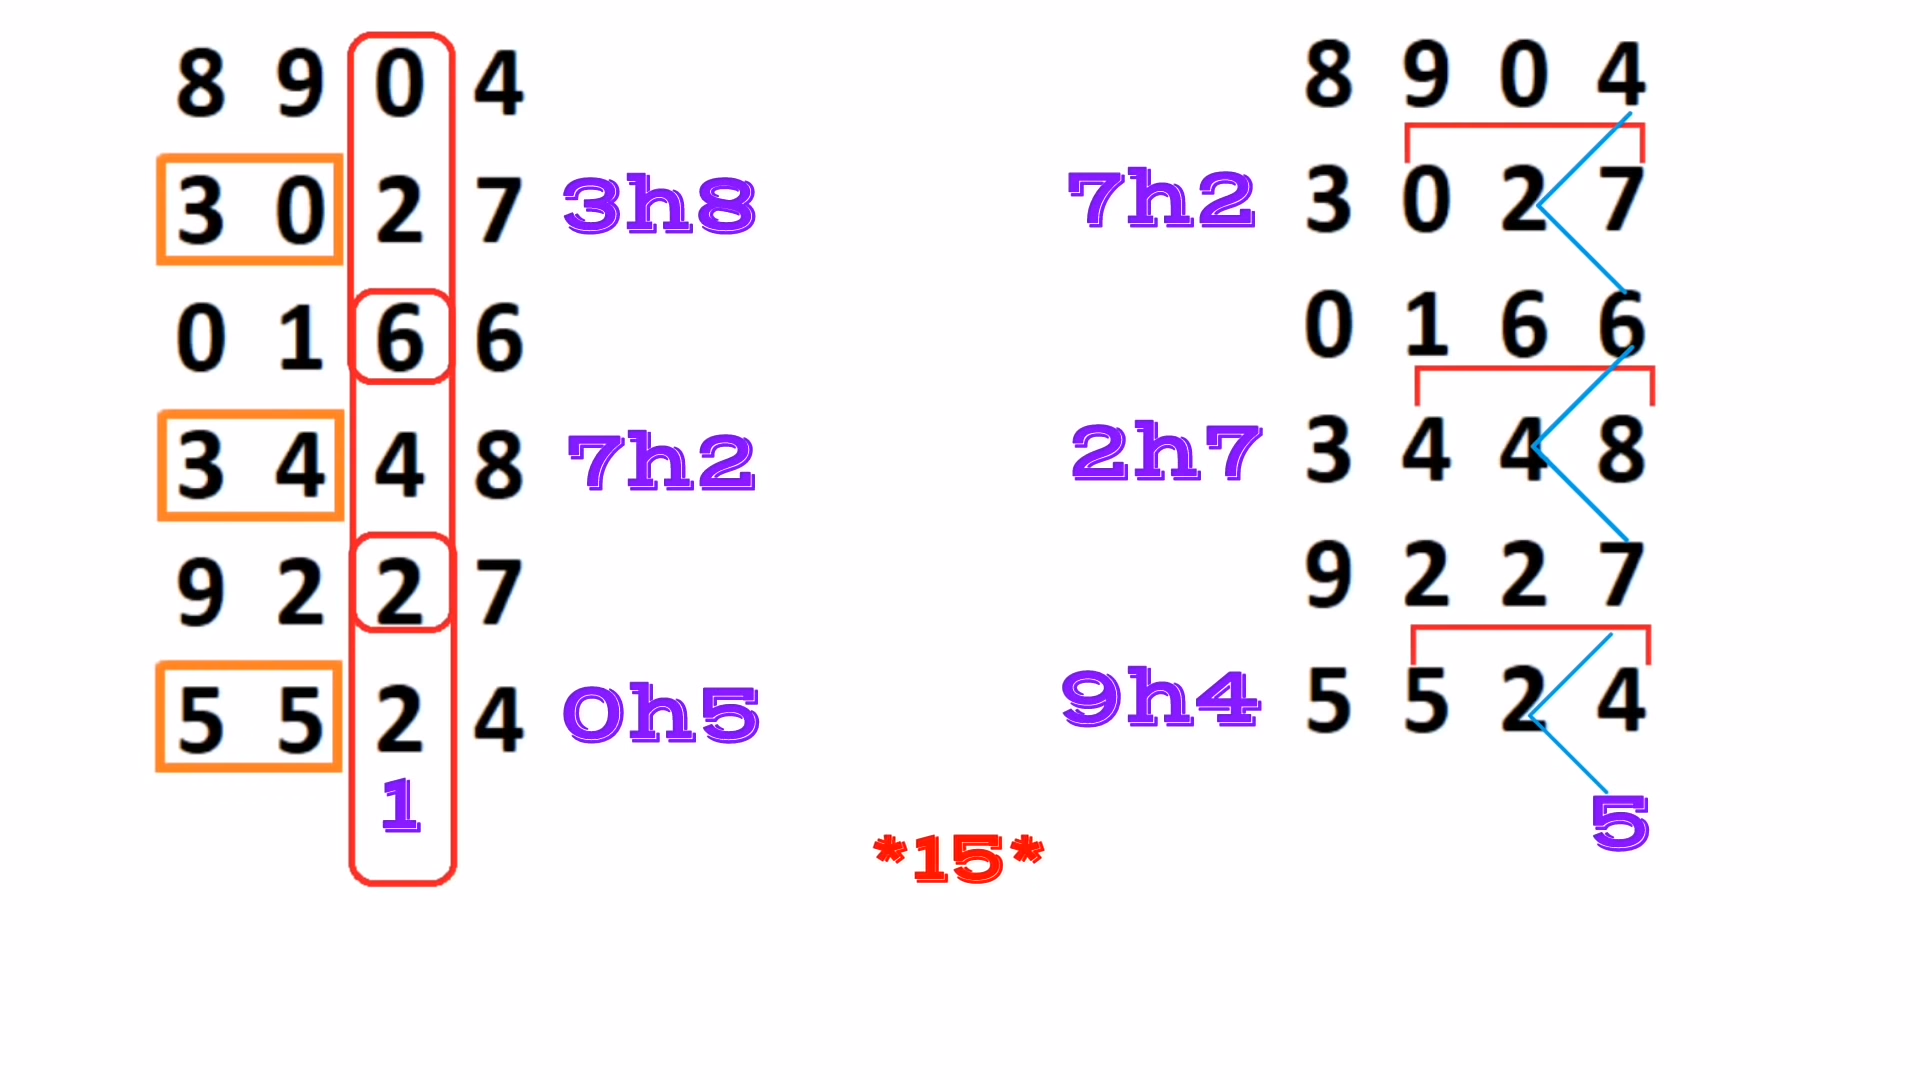 8 9 0 4
3 0 2 7 3h8
0 1 6 6
3 4 4 8 7h2
9 2 2 7
5 5 2 4 0h5
1
8 9 0 4
7h2 3 0 2 7
0 1 6 6
2h7 3 4 4 8
9 2 2 7
9h4 5 5 2 4
5
*15*